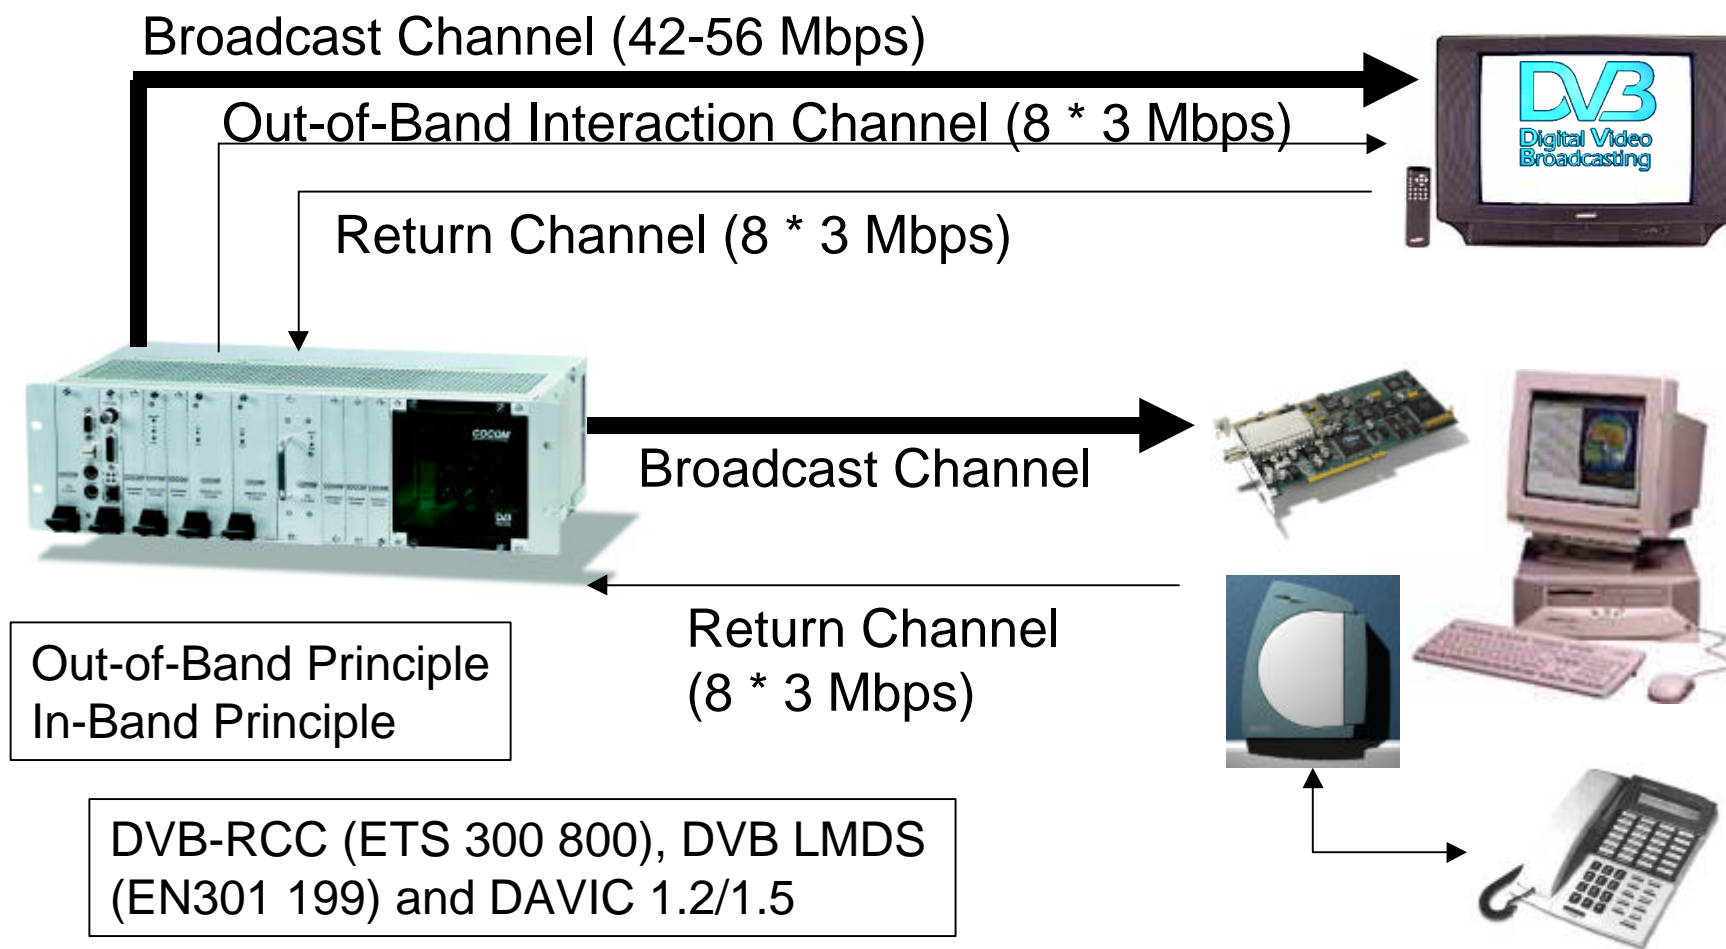 Broadcast Channel (42-56 Mbps)
Out-of-Band Interaction Channel (8 * 3 Mbps)
Return Channel (8 * 3 Mbps)
DVB
Digital Video
Broadcasting
COCOM
DVB
Broadcast Channel
Return Channel
(8 * 3 Mbps)
Out-of-Band Principle
In-Band Principle
DVB-RCC (ETS 300 800), DVB LMDS
(EN301 199) and DAVIC 1.2/1.5